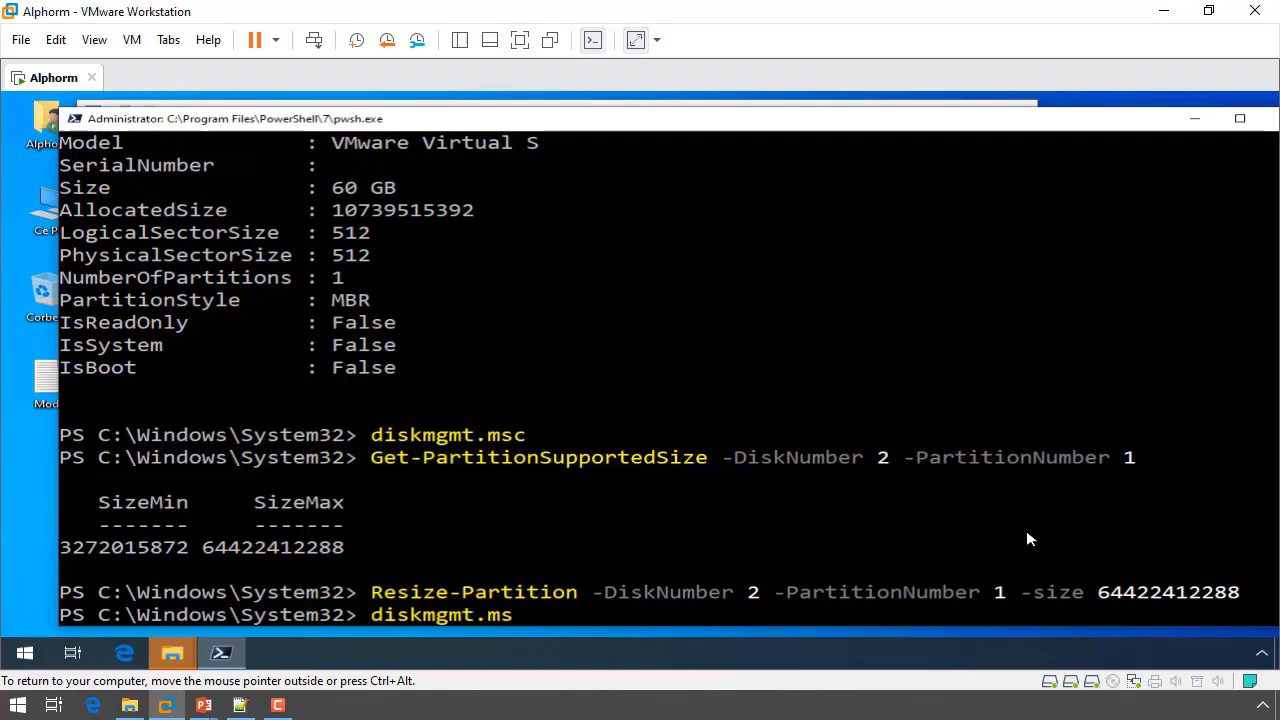 Alphorm - VMware Workstation
File Edit View VM Tabs Help
Alphorm
Administrator: C:\Program Files\PowerShell\7\pwsh.exe
Alpho
Ce P
Corbe
Mod
Model : VMware Virtual S
SerialNumber :
Size : 60 GB
AllocatedSize : 10739515392
LogicalSectorSize : 512
PhysicalSectorSize : 512
NumberOfPartitions : 1
PartitionStyle : MBR
IsReadOnly : False
IsSystem : False
IsBoot : False
PS C:\Windows\System32> diskmgmt.msc
PS C:\Windows\System32> Get-PartitionSupportedSize -DiskNumber 2 -PartitionNumber 1
SizeMin SizeMax
------- -------
3272015872 64422412288
PS C:\Windows\System32> Resize-Partition -DiskNumber 2 -PartitionNumber 1 -size 64422412288
PS C:\Windows\System32> diskmgmt.ms
To return to your computer, move the mouse pointer outside or press Ctrl+Alt.